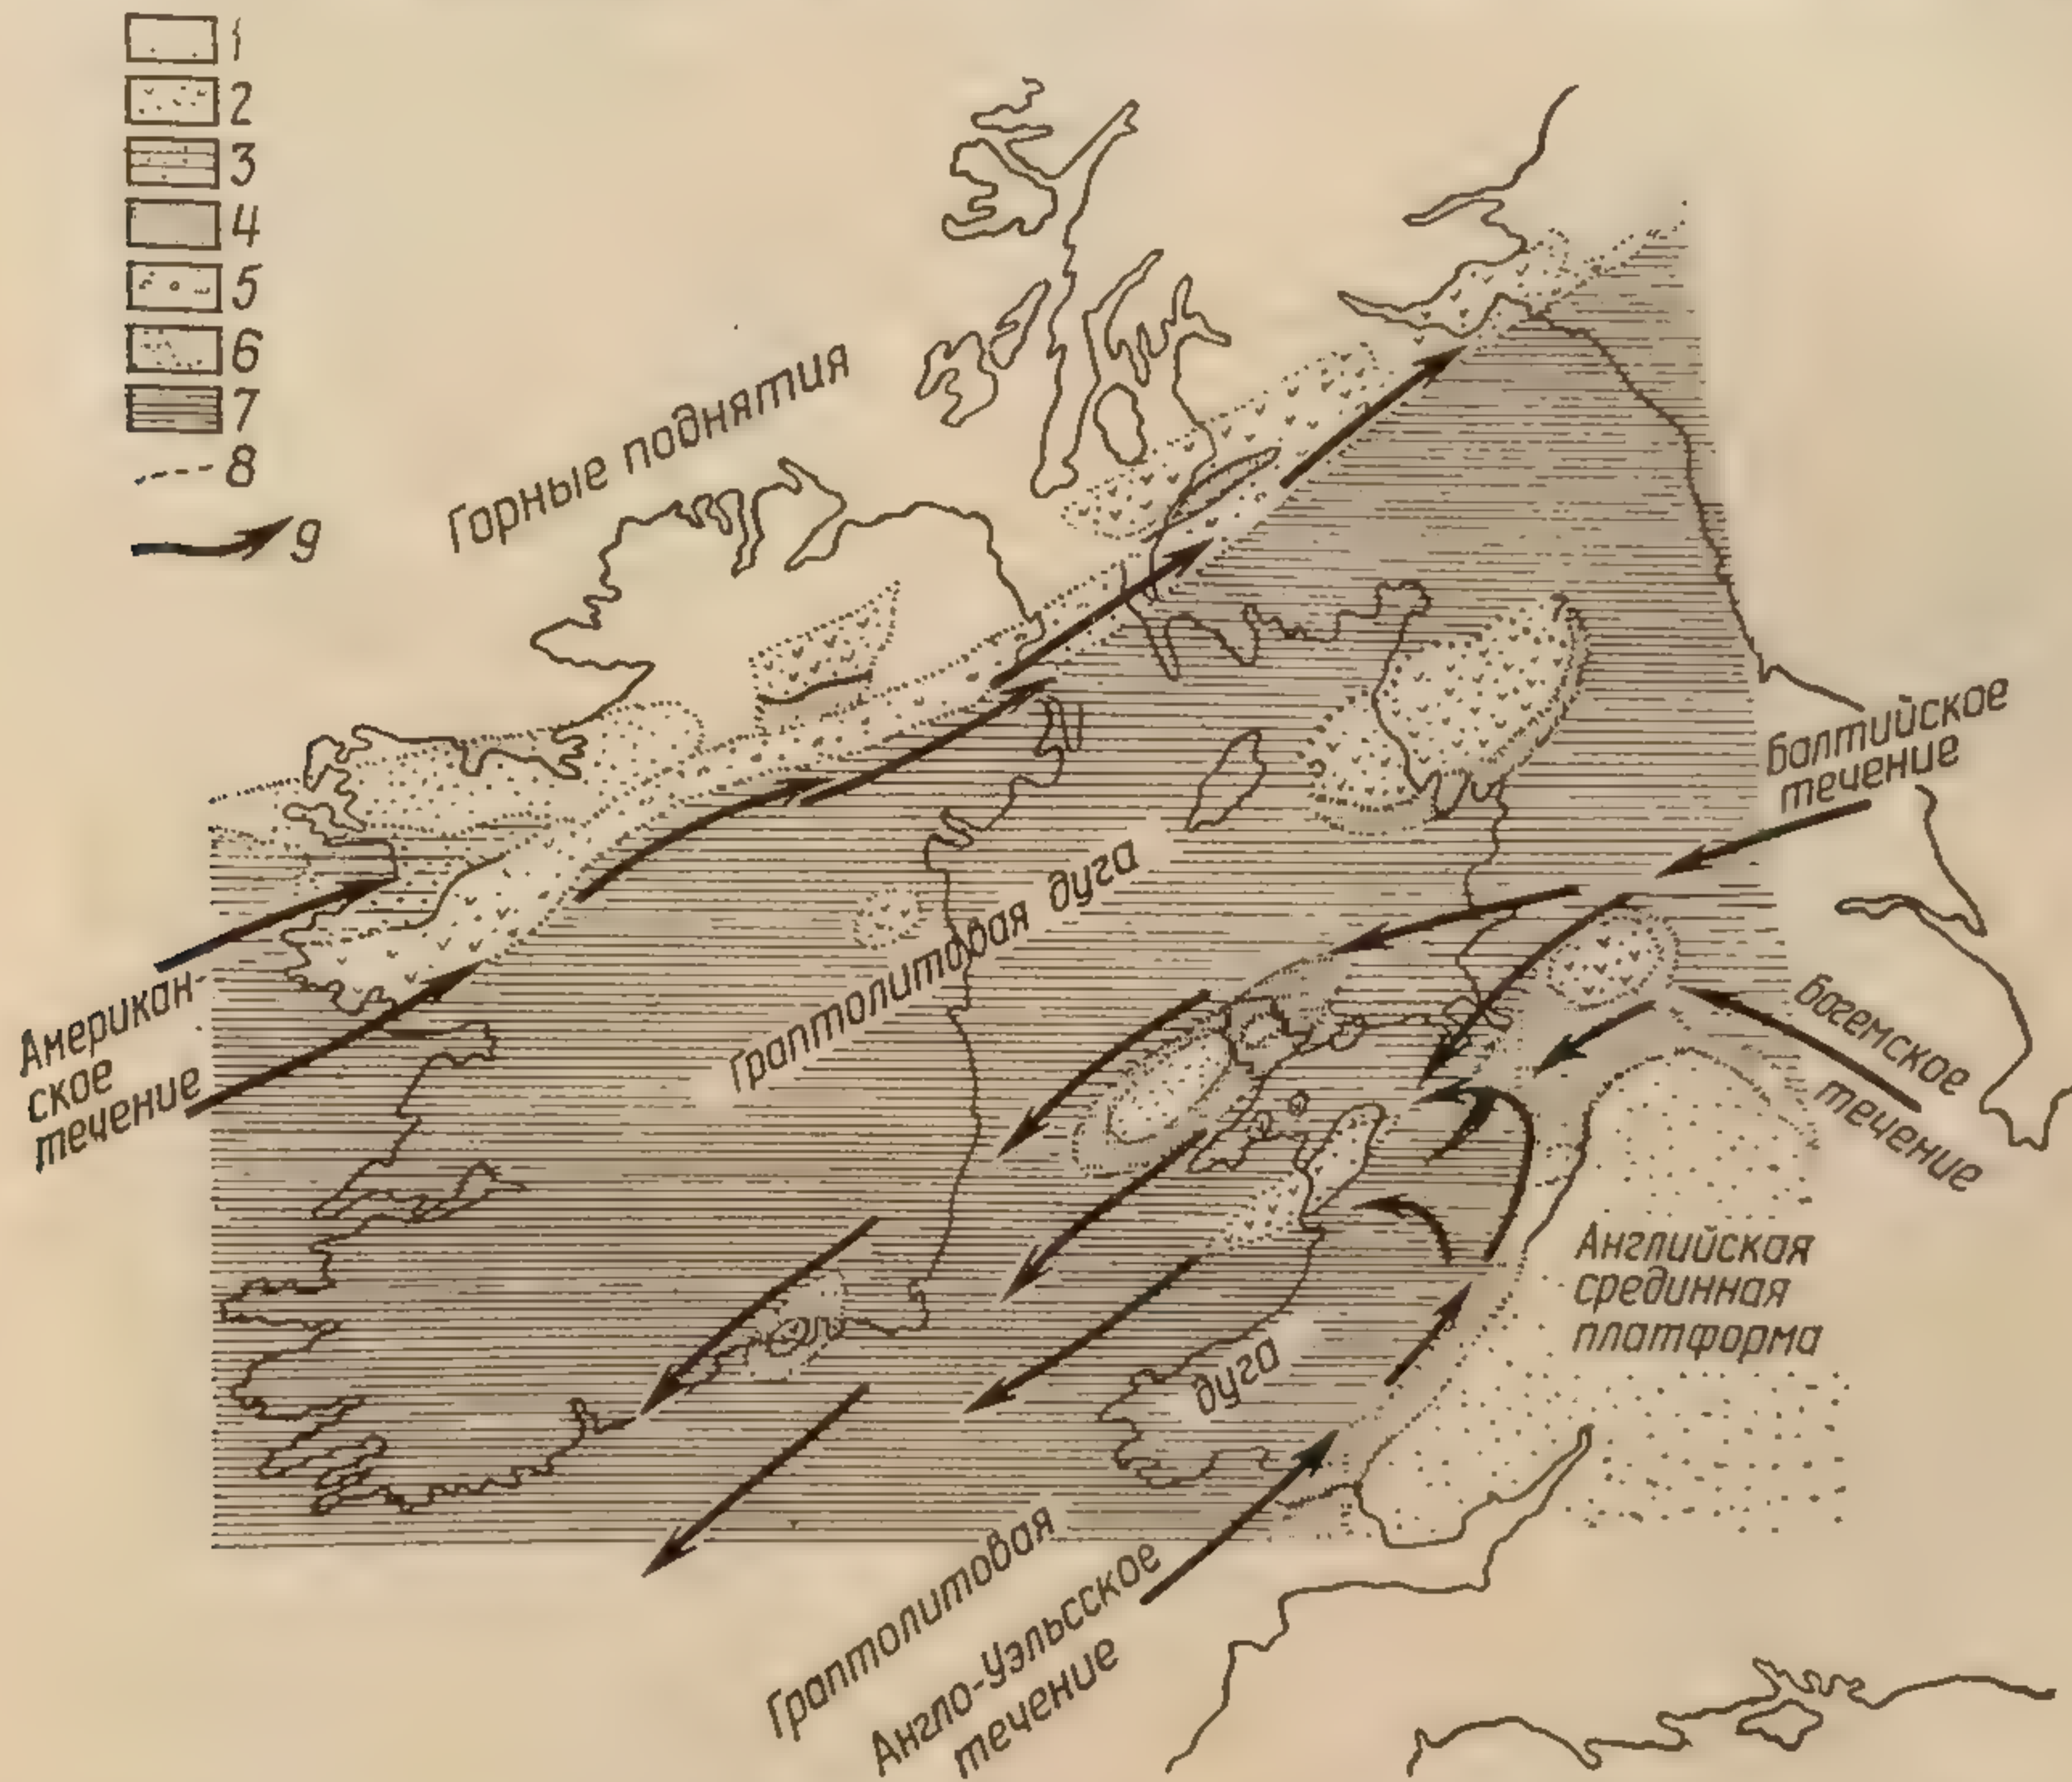 1
2
3
4
5
6
7
8
9
Горные поднятия
Балтийское
течение
Граптолитовая дуга
Американ-
ское
течение
Богемское
течение
Английская
срединная
платформа
дуга
Граптолитовая
Англо-Уэльсское
течение